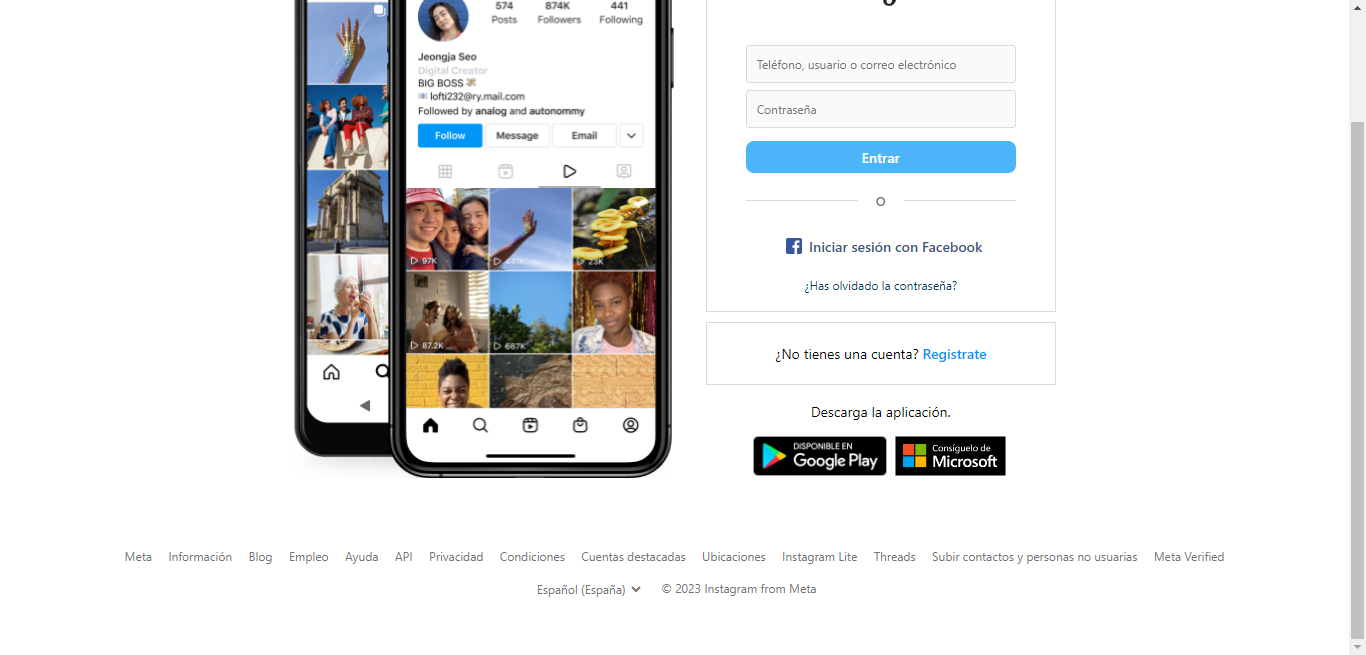 574 874K 441
Posts Followers Following
Jeongja Seo
Digital Creator
BIG BOSS
lofti232@ry.mail.com
Followed by analog and autonommy
Follow Message Email
97K 441K 23K
87.2K 667K
Teléfono, usuario o correo electrónico
Contraseña
Entrar
O
Iniciar sesión con Facebook
¿Has olvidado la contraseña?
¿No tienes una cuenta? Registrate
Descarga la aplicación.
DISPONIBLE EN
Google Play
Consíguelo de
Microsoft
Meta Información Blog Empleo Ayuda API Privacidad Condiciones Cuentas destacadas Ubicaciones Instagram Lite Threads Subir contactos y personas no usuarias Meta Verified
Español (España) © 2023 Instagram from Meta